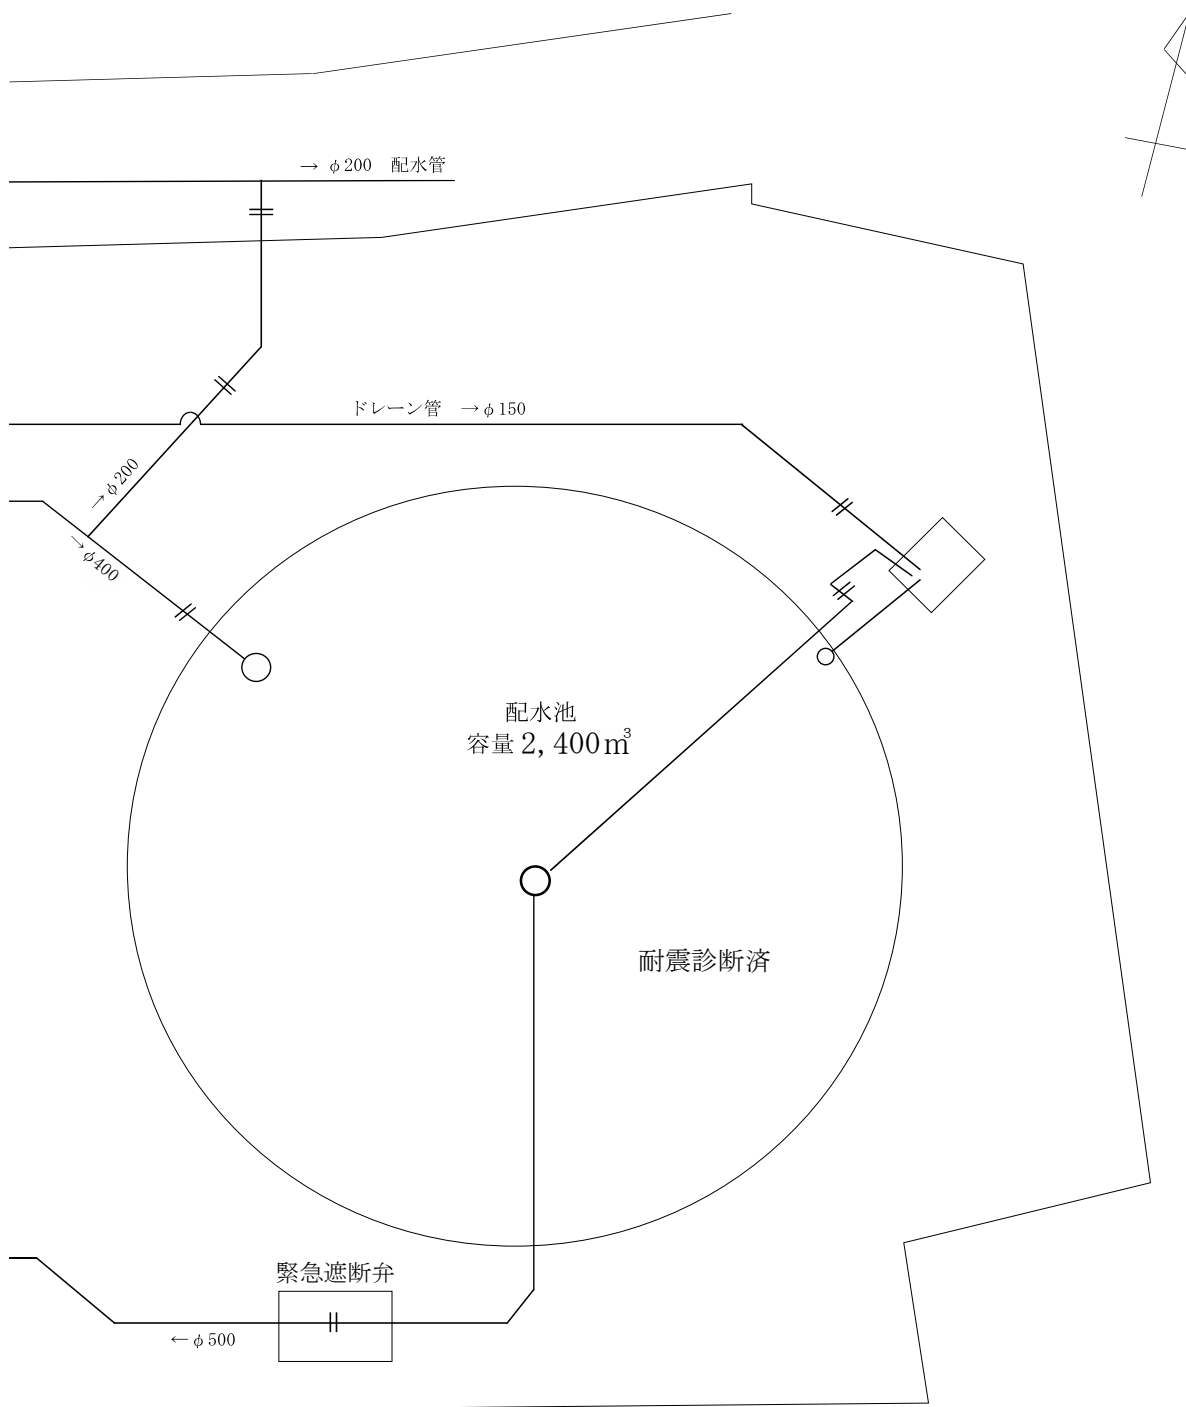 → φ200　配水管
ドレーン管　→φ150
→φ200
→φ400
配水池
容量 2,400m³
耐震診断済
緊急遮断弁
←φ500